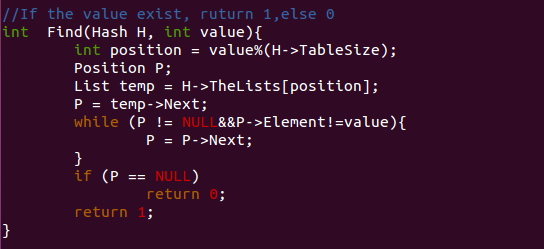 //If the value exist, ruturn 1,else 0
int  Find(Hash H, int value){
        int position = value%(H->TableSize);
        Position P;
        List temp = H->TheLists[position];
        P = temp->Next;
        while (P != NULL&&P->Element!=value){
                P = P->Next;
        }
        if (P == NULL)
                return 0;
        return 1;
}